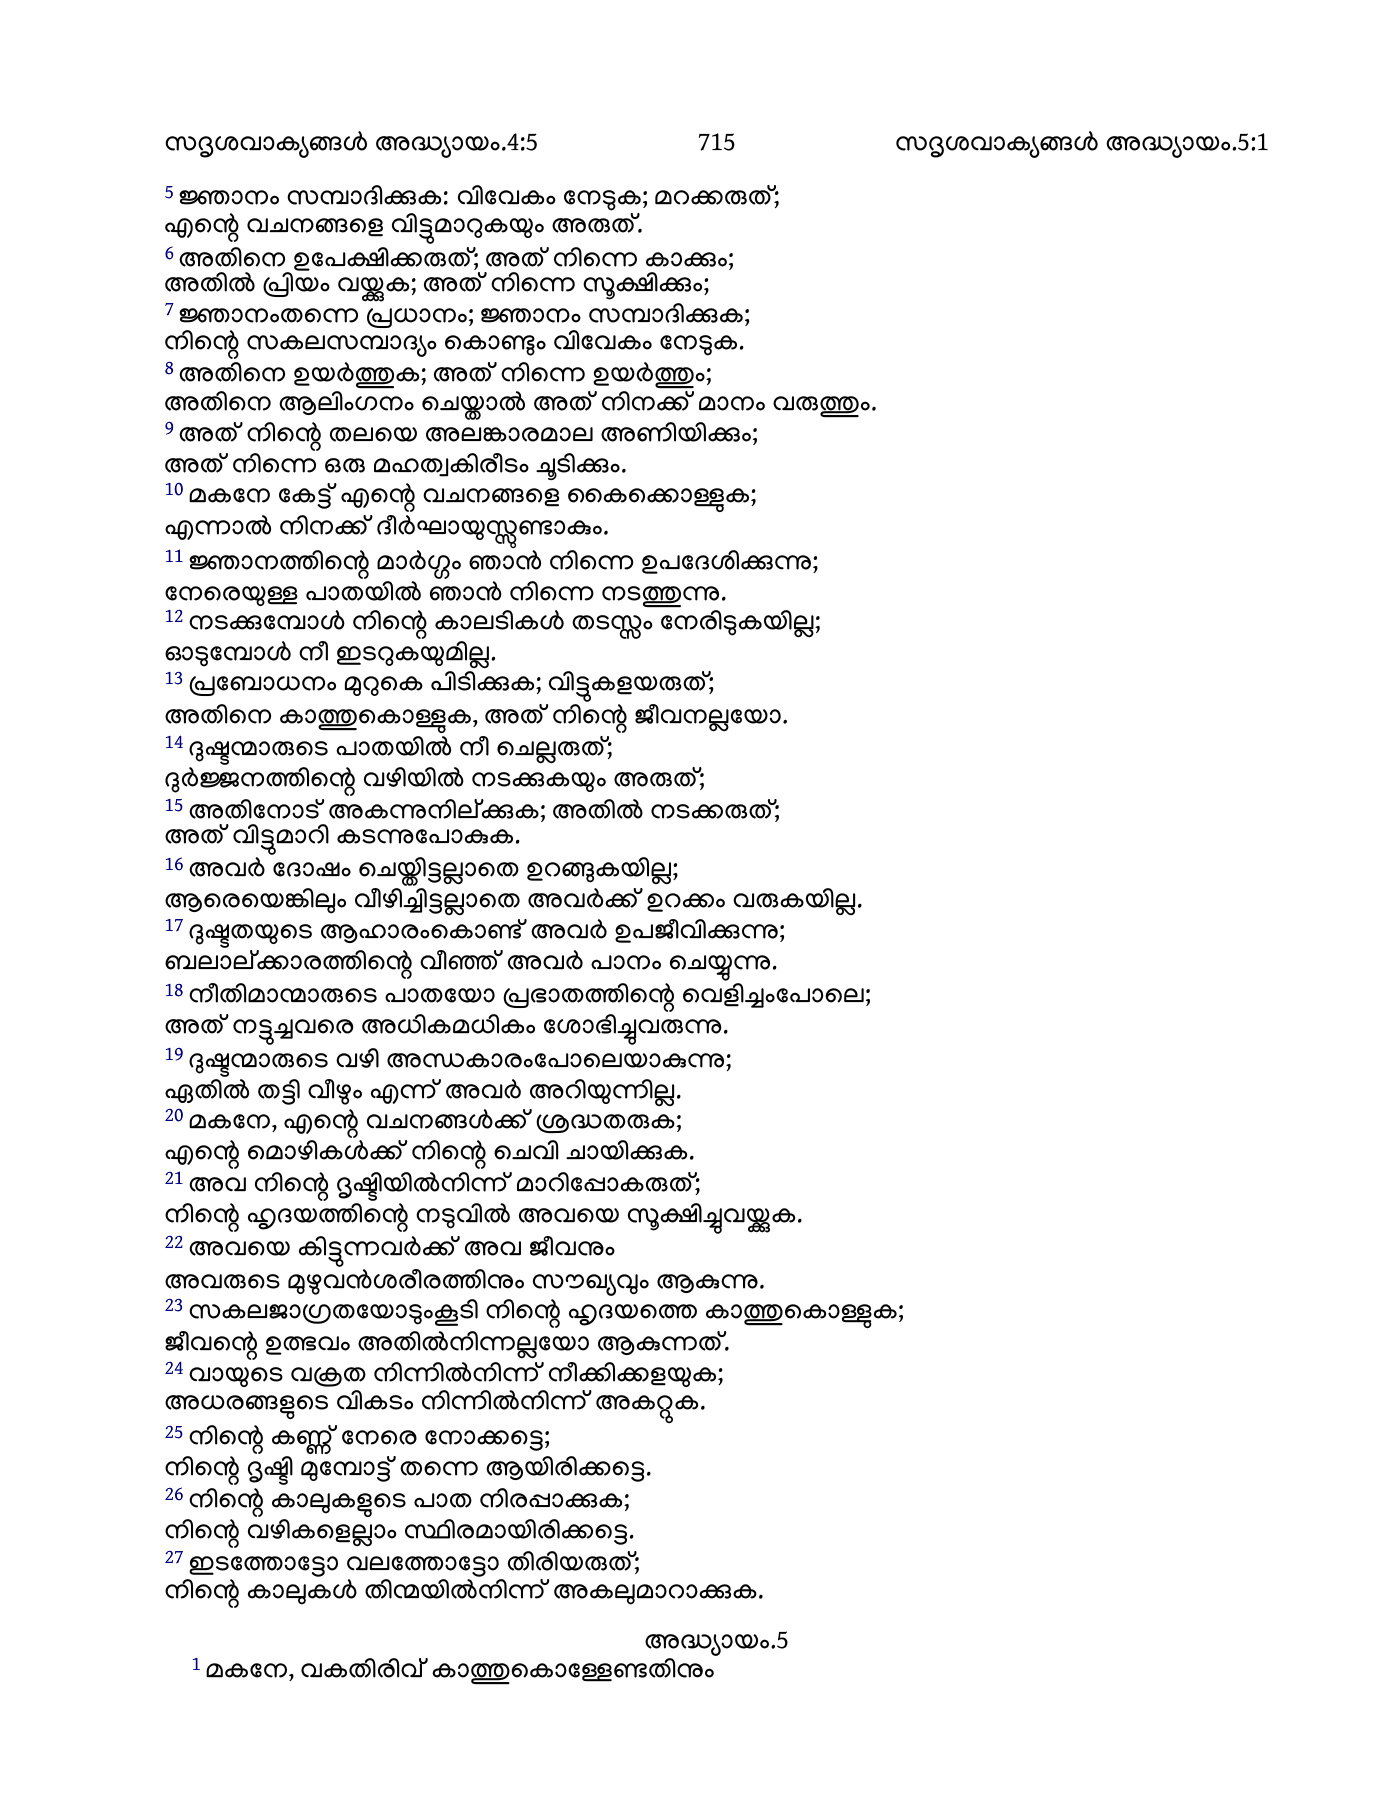 സദൃശവാക്യങ്ങൾ അദ്ധ്യായം.4:5 715 സദൃശവാക്യങ്ങൾ അദ്ധ്യായം.5:1
5 ജ്ഞാനം സമ്പാദിക്കുക: വിവേകം നേടുക; മറക്കരുത്;
എന്റെ വചനങ്ങളെ വിട്ടുമാറുകയും അരുത്.
6 അതിനെ ഉപേക്ഷിക്കരുത്; അത് നിന്നെ കാക്കും;
അതിൽ പ്രിയം വയ്ക്കുക; അത് നിന്നെ സൂക്ഷിക്കും;
7 ജ്ഞാനംതന്നെ പ്രധാനം; ജ്ഞാനം സമ്പാദിക്കുക;
നിന്റെ സകലസമ്പാദ്യം കൊണ്ടും വിവേകം നേടുക.
8 അതിനെ ഉയർത്തുക; അത് നിന്നെ ഉയർത്തും;
അതിനെ ആലിംഗനം ചെയ്താൽ അത് നിനക്ക് മാനം വരുത്തും.
9 അത് നിന്റെ തലയെ അലങ്കാരമാല അണിയിക്കും;
അത് നിന്നെ ഒരു മഹത്വകിരീടം ചൂടിക്കും.
10 മകനേ കേട്ട് എന്റെ വചനങ്ങളെ കൈക്കൊള്ളുക;
എന്നാൽ നിനക്ക് ദീർഘായുസ്സുണ്ടാകും.
11 ജ്ഞാനത്തിന്റെ മാർഗ്ഗം ഞാൻ നിന്നെ ഉപദേശിക്കുന്നു;
നേരെയുള്ള പാതയിൽ ഞാൻ നിന്നെ നടത്തുന്നു.
12 നടക്കുമ്പോൾ നിന്റെ കാലടികൾ തടസ്സം നേരിടുകയില്ല;
ഓടുമ്പോൾ നീ ഇടറുകയുമില്ല.
13 പ്രബോധനം മുറുകെ പിടിക്കുക; വിട്ടുകളയരുത്;
അതിനെ കാത്തുകൊള്ളുക, അത് നിന്റെ ജീവനല്ലയോ.
14 ദുഷ്ടന്മാരുടെ പാതയിൽ നീ ചെല്ലരുത്;
ദുർജ്ജനത്തിന്റെ വഴിയിൽ നടക്കുകയും അരുത്;
15 അതിനോട് അകന്നുനില്ക്കുക; അതിൽ നടക്കരുത്;
അത് വിട്ടുമാറി കടന്നുപോകുക.
16 അവർ ദോഷം ചെയ്തിട്ടല്ലാതെ ഉറങ്ങുകയില്ല;
ആരെയെങ്കിലും വീഴിച്ചിട്ടല്ലാതെ അവർക്ക് ഉറക്കം വരുകയില്ല.
17 ദുഷ്ടതയുടെ ആഹാരംകൊണ്ട് അവർ ഉപജീവിക്കുന്നു;
ബലാല്ക്കാരത്തിന്റെ വീഞ്ഞ് അവർ പാനം ചെയ്യുന്നു.
18 നീതിമാന്മാരുടെ പാതയോ പ്രഭാതത്തിന്റെ വെളിച്ചംപോലെ;
അത് നട്ടുച്ചവരെ അധികമധികം ശോഭിച്ചുവരുന്നു.
19 ദുഷ്ടന്മാരുടെ വഴി അന്ധകാരംപോലെയാകുന്നു;
ഏതിൽ തട്ടി വീഴും എന്ന് അവർ അറിയുന്നില്ല.
20 മകനേ, എന്റെ വചനങ്ങൾക്ക് ശ്രദ്ധതരുക;
എന്റെ മൊഴികൾക്ക് നിന്റെ ചെവി ചായിക്കുക.
21 അവ നിന്റെ ദൃഷ്ടിയിൽനിന്ന് മാറിപ്പോകരുത്;
നിന്റെ ഹൃദയത്തിന്റെ നടുവിൽ അവയെ സൂക്ഷിച്ചുവയ്ക്കുക.
22 അവയെ കിട്ടുന്നവർക്ക് അവ ജീവനും
അവരുടെ മുഴുവൻശരീരത്തിനും സൗഖ്യവും ആകുന്നു.
23 സകലജാഗ്രതയോടുംകൂടി നിന്റെ ഹൃദയത്തെ കാത്തുകൊള്ളുക;
ജീവന്റെ ഉത്ഭവം അതിൽനിന്നല്ലയോ ആകുന്നത്.
24 വായുടെ വക്രത നിന്നിൽനിന്ന് നീക്കിക്കളയുക;
അധരങ്ങളുടെ വികടം നിന്നിൽനിന്ന് അകറ്റുക.
25 നിന്റെ കണ്ണ് നേരെ നോക്കട്ടെ;
നിന്റെ ദൃഷ്ടി മുമ്പോട്ട് തന്നെ ആയിരിക്കട്ടെ.
26 നിന്റെ കാലുകളുടെ പാത നിരപ്പാക്കുക;
നിന്റെ വഴികളെല്ലാം സ്ഥിരമായിരിക്കട്ടെ.
27 ഇടത്തോട്ടോ വലത്തോട്ടോ തിരിയരുത്;
നിന്റെ കാലുകൾ തിന്മയിൽനിന്ന് അകലുമാറാക്കുക.
അദ്ധ്യായം.5
1 മകനേ, വകതിരിവ് കാത്തുകൊള്ളേണ്ടതിനും